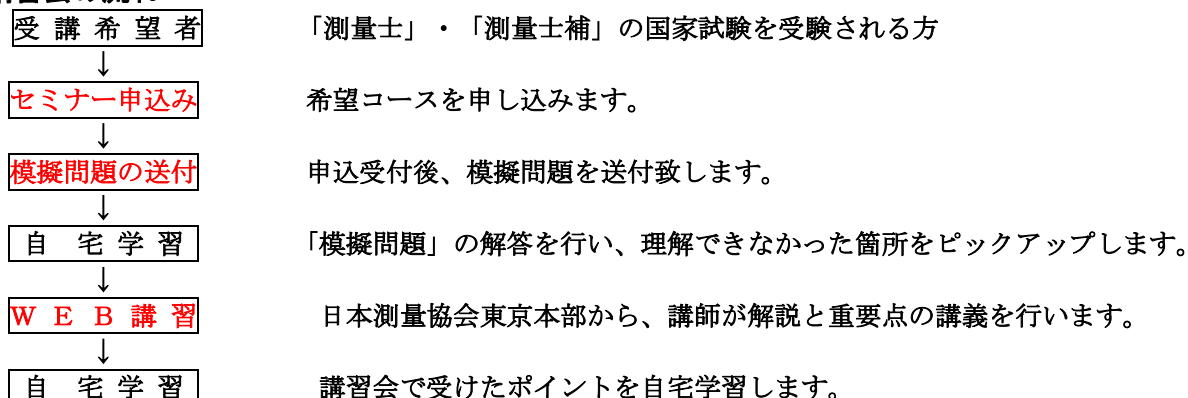 受 講 希 望 者 「測量士」・「測量士補」の国家試験を受験される方
↓
セミナー申込み 希望コースを申し込みます。
↓
模擬問題の送付 申込受付後、模擬問題を送付致します。
↓
自 宅 学 習 「模擬問題」の解答を行い、理解できなかった箇所をピックアップします。
↓
W E B 講 習 日本測量協会東京本部から、講師が解説と重要点の講義を行います。
↓
自 宅 学 習 講習会で受けたポイントを自宅学習します。